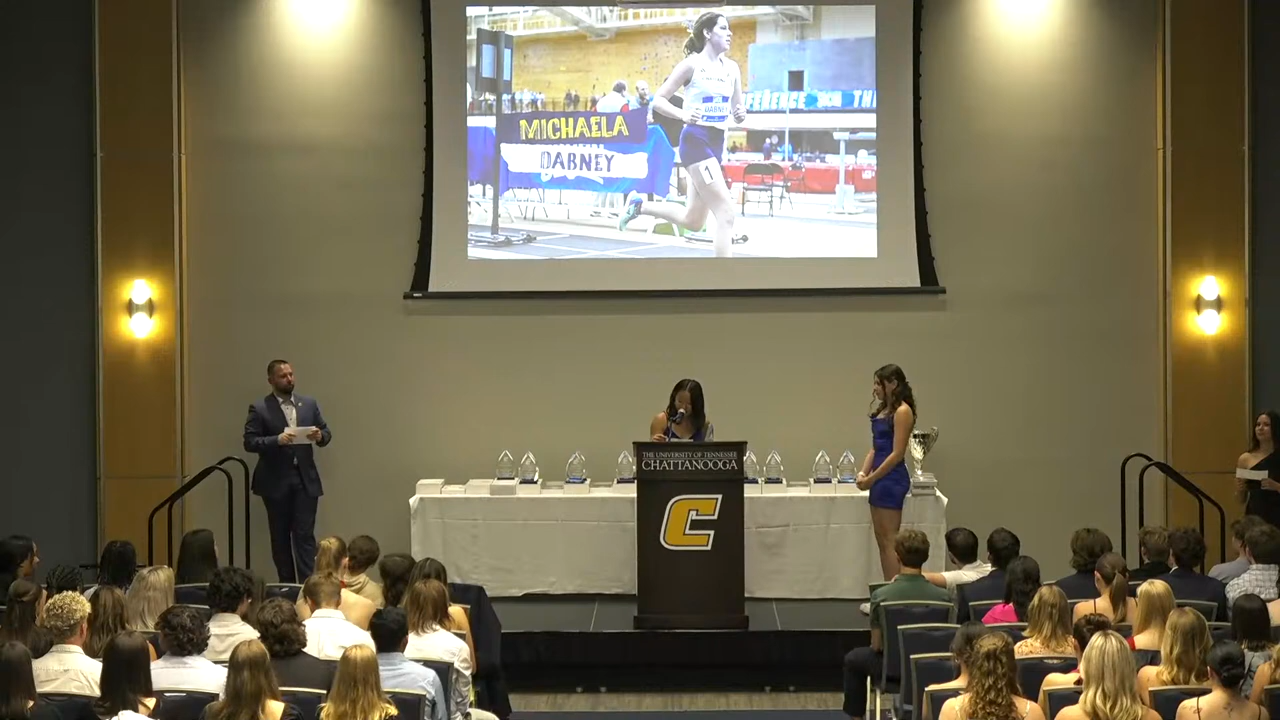 MICHAELA
DABNEY
DABNEY
1
THE UNIVERSITY OF TENNESSEE
CHATTANOOGA
C